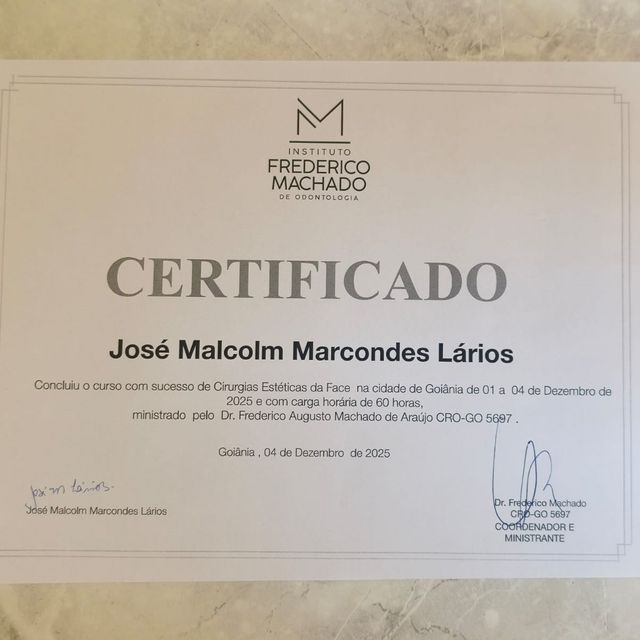 INSTITUTO
FREDERICO
MACHADO
DE ODONTOLOGIA
CERTIFICADO
José Malcolm Marcondes Lários
Concluiu o curso com sucesso de Cirurgias Estéticas da Face na cidade de Goiânia de 01 a 04 de Dezembro de
2025 e com carga horária de 60 horas,
ministrado pelo Dr. Frederico Augusto Machado de Araújo CRO-GO 5697 .
Goiânia , 04 de Dezembro de 2025
José M Lários.
José Malcolm Marcondes Lários
Dr. Frederico Machado
CRO-GO 5697
COORDENADOR E
MINISTRANTE